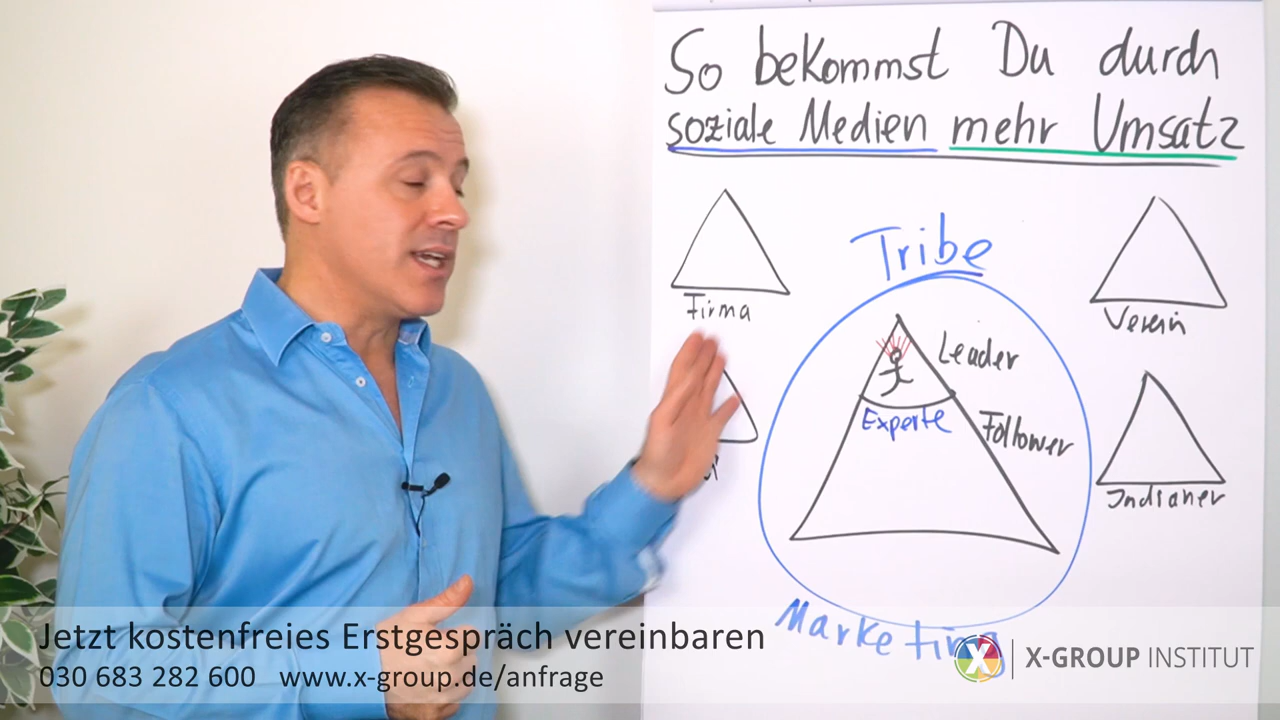 So bekommst Du durch
soziale Medien mehr Umsatz
Tribe
Firma
Verein
Leader
Experte
Follower
Indianer
Marketing
Jetzt kostenfreies Erstgespräch vereinbaren
030 683 282 600 www.x-group.de/anfrage
X-GROUP INSTITUT